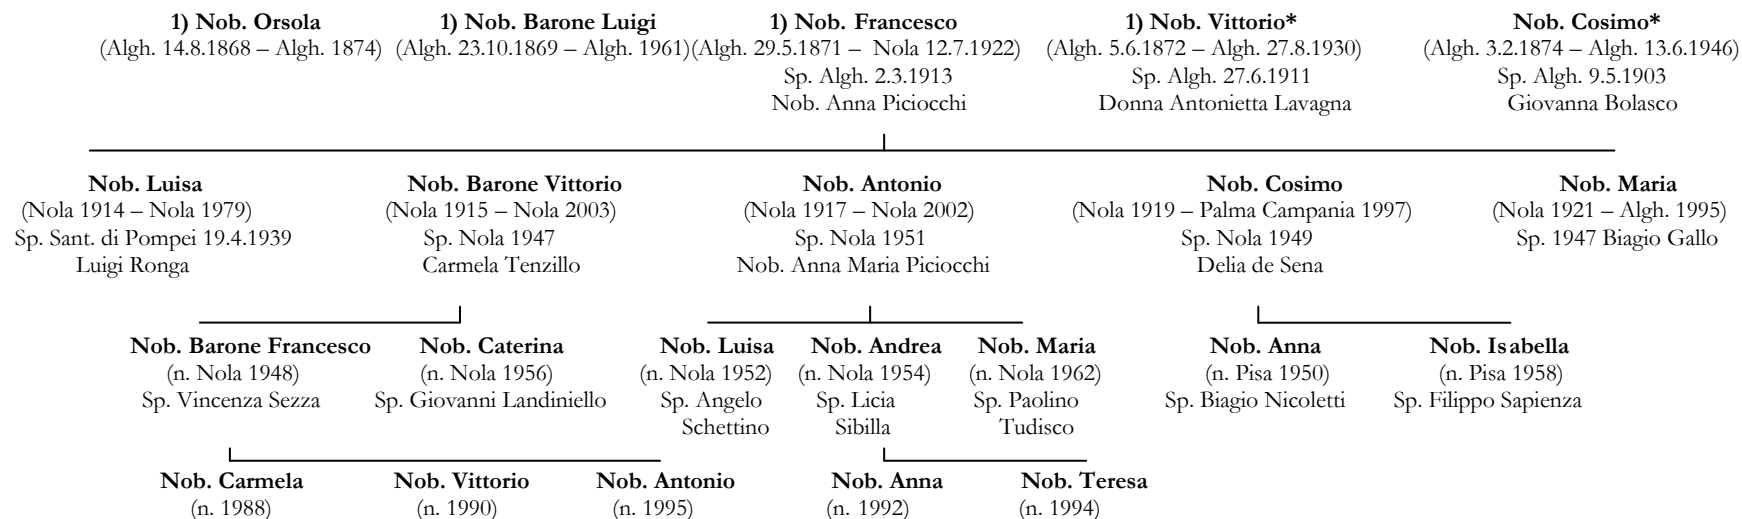 1) Nob. Orsola 1) Nob. Barone Luigi 1) Nob. Francesco 1) Nob. Vittorio* Nob. Cosimo*
(Algh. 14.8.1868 – Algh. 1874) (Algh. 23.10.1869 – Algh. 1961) (Algh. 29.5.1871 – Nola 12.7.1922) (Algh. 5.6.1872 – Algh. 27.8.1930) (Algh. 3.2.1874 – Algh. 13.6.1946)
Sp. Algh. 2.3.1913 Sp. Algh. 27.6.1911 Sp. Algh. 9.5.1903
Nob. Anna Piciocchi Donna Antonietta Lavagna Giovanna Bolasco
Nob. Luisa Nob. Barone Vittorio Nob. Antonio Nob. Cosimo Nob. Maria
(Nola 1914 – Nola 1979) (Nola 1915 – Nola 2003) (Nola 1917 – Nola 2002) (Nola 1919 – Palma Campania 1997) (Nola 1921 – Algh. 1995)
Sp. Sant. di Pompei 19.4.1939 Sp. Nola 1947 Sp. Nola 1951 Sp. Nola 1949 Sp. 1947 Biagio Gallo
Luigi Ronga Carmela Tenzillo Nob. Anna Maria Piciocchi Delia de Sena
Nob. Barone Francesco Nob. Caterina Nob. Luisa Nob. Andrea Nob. Maria Nob. Anna Nob. Isabella
(n. Nola 1948) (n. Nola 1956) (n. Nola 1952) (n. Nola 1954) (n. Nola 1962) (n. Pisa 1950) (n. Pisa 1958)
Sp. Vincenza Sezza Sp. Giovanni Landiniello Sp. Angelo Sp. Licia Sp. Paolino Sp. Biagio Nicoletti Sp. Filippo Sapienza
Schettino Sibilla Tudisco
Nob. Carmela Nob. Vittorio Nob. Antonio Nob. Anna Nob. Teresa
(n. 1988) (n. 1990) (n. 1995) (n. 1992) (n. 1994)